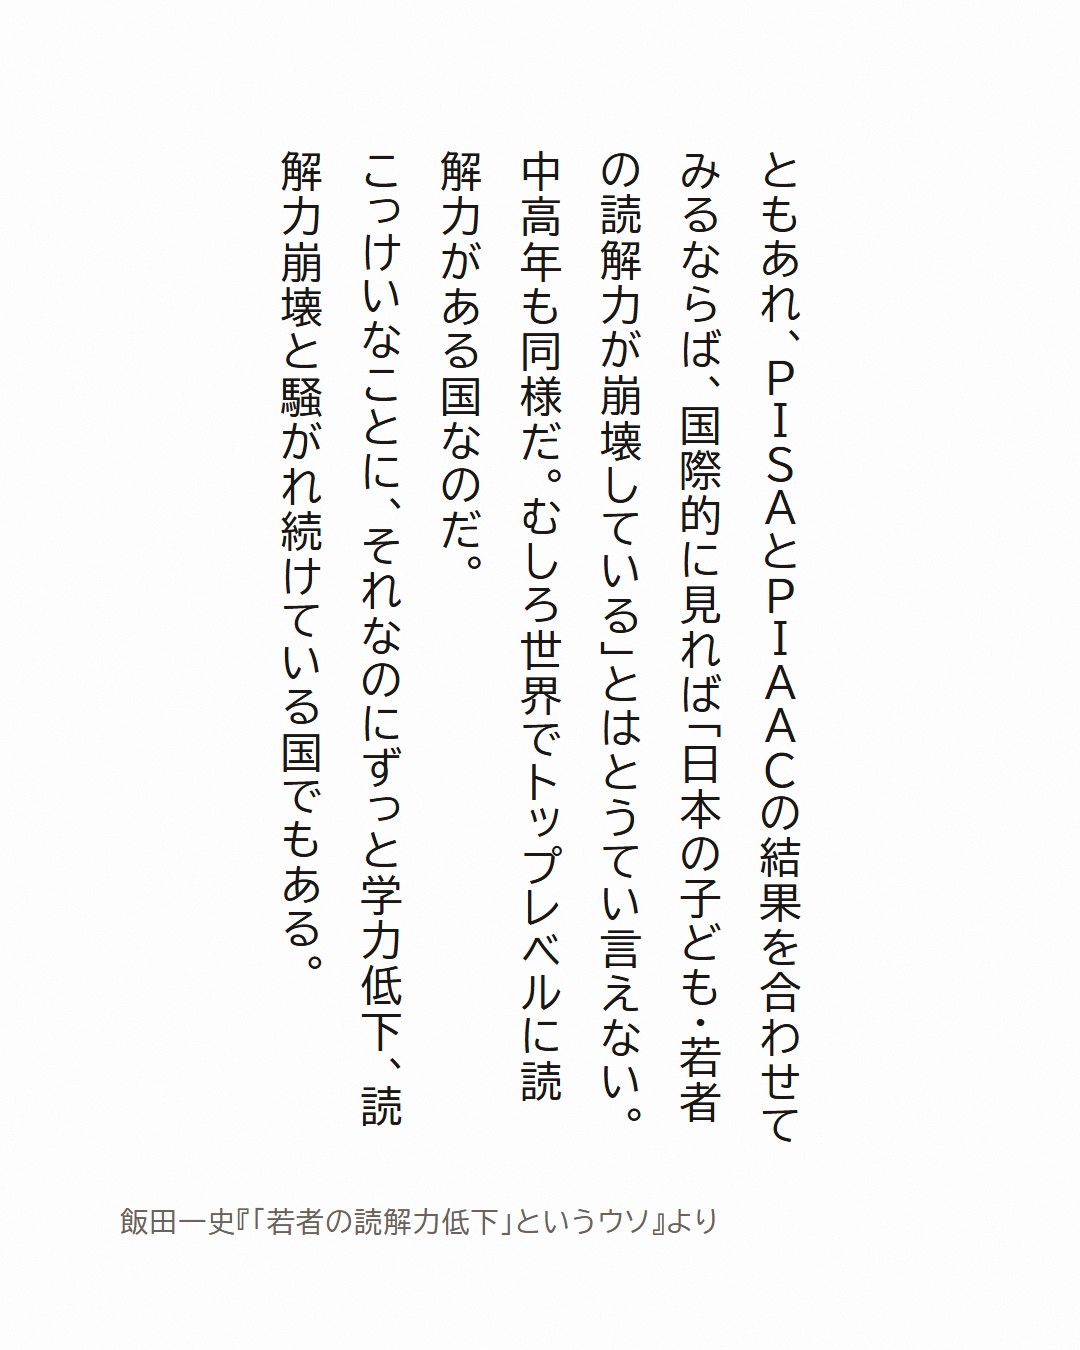 ともあれ、ＰＩＳＡとＰＩＡＡＣの結果を合わせて
みるならば、国際的に見れば「日本の子ども・若者
の読解力が崩壊している」とはとうてい言えない。
中高年も同様だ。むしろ世界でトップレベルに読
解力がある国なのだ。
こっけいなことに、それなのにずっと学力低下、読
解力崩壊と騒がれ続けている国でもある。
飯田一史『「若者の読解力低下」というウソ』より